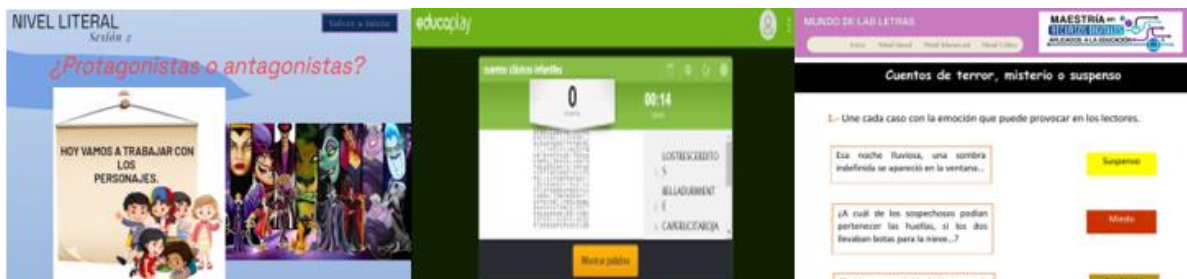 NIVEL LITERAL
Sesión 2
Volver a inicio
¿Protagonistas o antagonistas?
HOY VAMOS A TRABAJAR CON
LOS
PERSONAJES.
educaplay
cuentos clásicos infantiles
0
00:14
LOSTRESCERDITO
S
BELLADURMIENT
E
CAPERUCITAROJA
Mostrar palabra
MUNDO DE LAS LETRAS
MAESTRÍA en
RECURSOS DIGITALES
APLICADOS A LA EDUCACIÓN
Inicio Nivel literal Nivel Inferencial Nivel Crítico
Cuentos de terror, misterio o suspenso
1.- Une cada caso con la emoción que puede provocar en los lectores.
Esa noche lluviosa, una sombra
indefinida se apareció en la ventana...
Suspenso
¿A cuál de los sospechosos podían
pertenecer las huellas, si los dos
llevaban botas para la nieve...?
Miedo